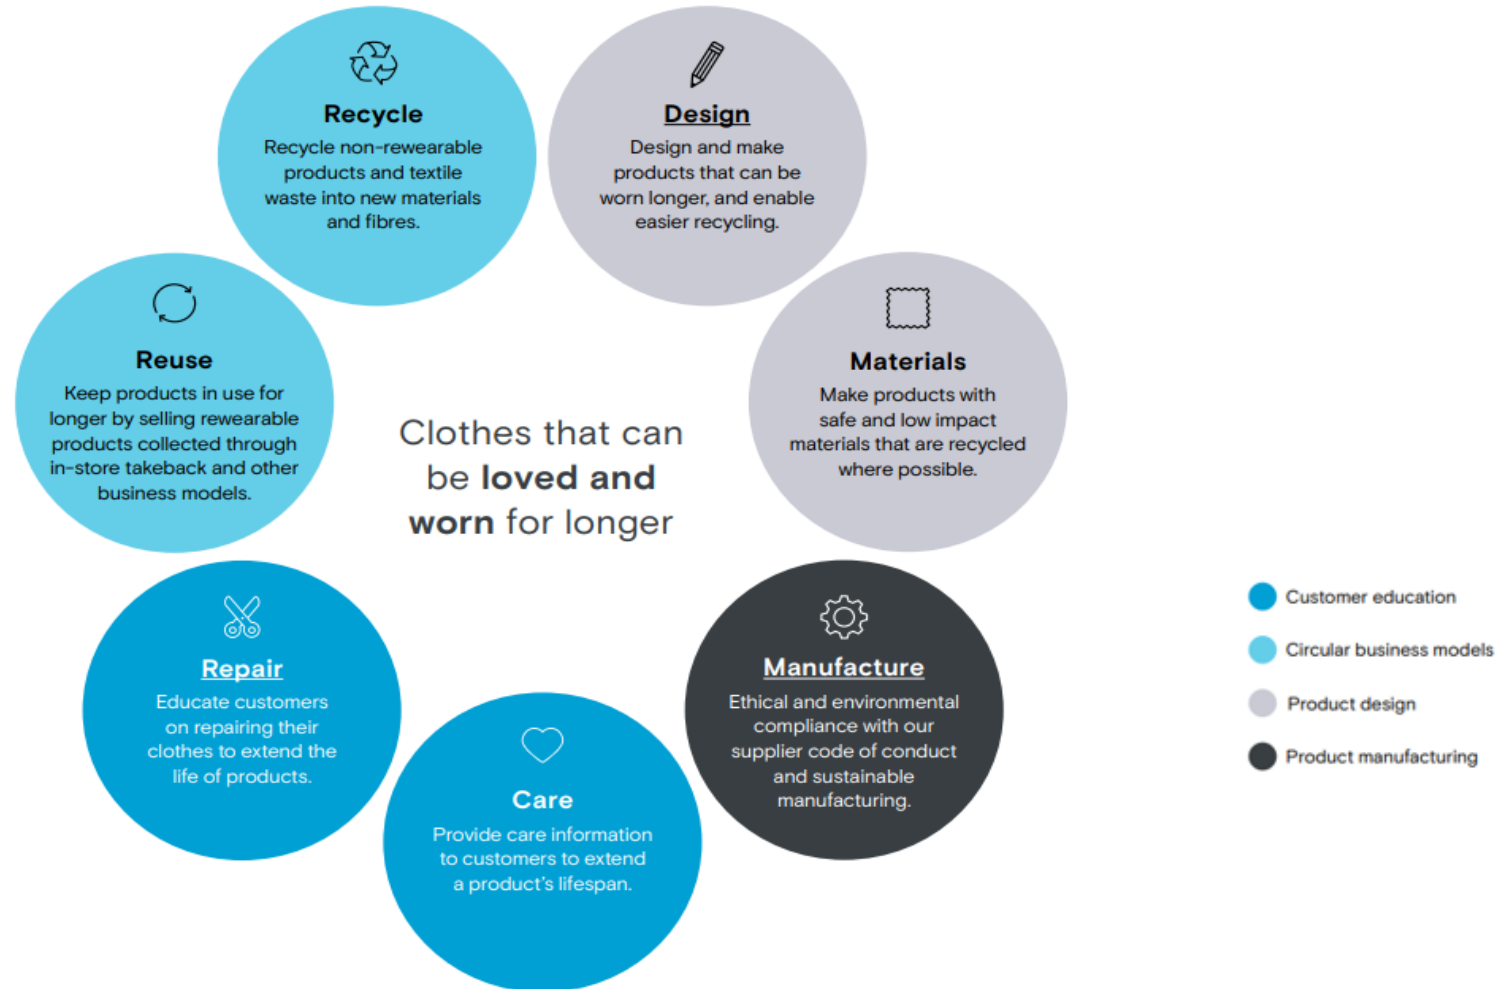 Recycle
Recycle non-rewearable
products and textile
waste into new materials
and fibres.
Design
Design and make
products that can be
worn longer, and enable
easier recycling.
Reuse
Keep products in use for
longer by selling rewearable
products collected through
in-store takeback and other
business models.
Materials
Make products with
safe and low impact
materials that are recycled
where possible.
Clothes that can
be loved and
worn for longer
Repair
Educate customers
on repairing their
clothes to extend the
life of products.
Care
Provide care information
to customers to extend
a product's lifespan.
Manufacture
Ethical and environmental
compliance with our
supplier code of conduct
and sustainable
manufacturing.
Customer education
Circular business models
Product design
Product manufacturing